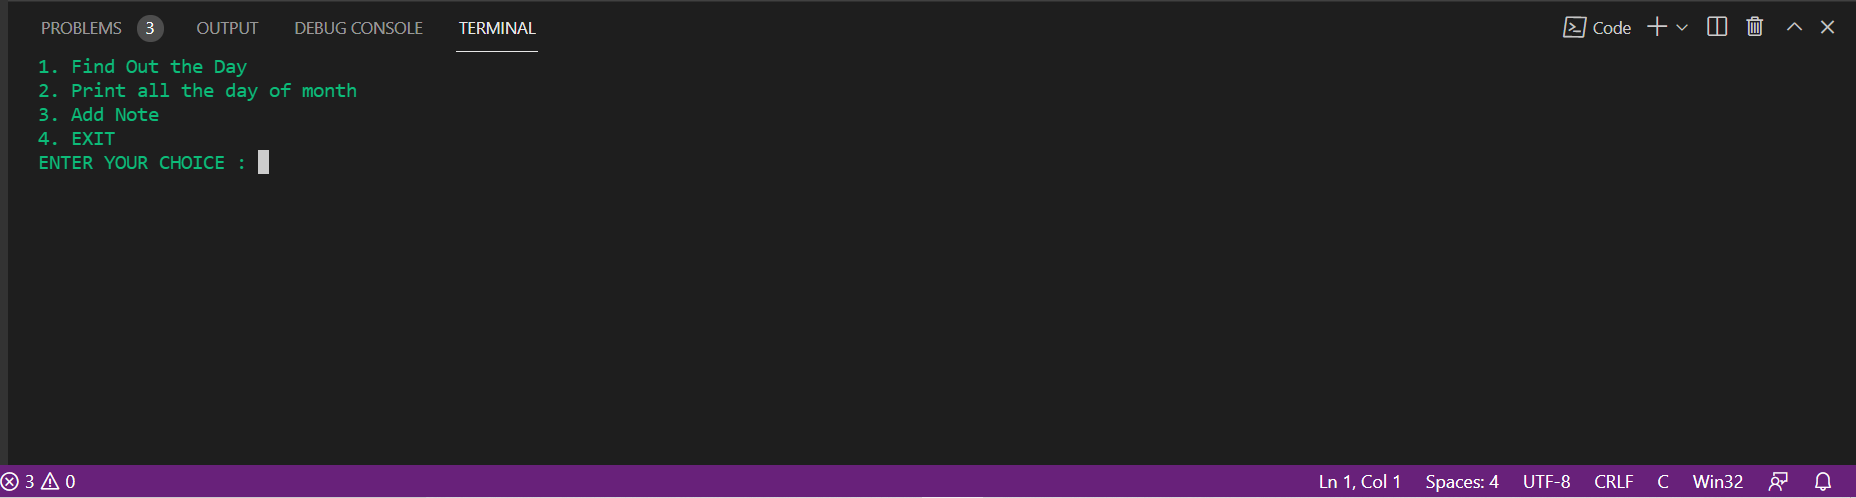 PROBLEMS 3 OUTPUT DEBUG CONSOLE TERMINAL Code
1. Find Out the Day
2. Print all the day of month
3. Add Note
4. EXIT
ENTER YOUR CHOICE :
3 0 Ln 1, Col 1 Spaces: 4 UTF-8 CRLF C Win32